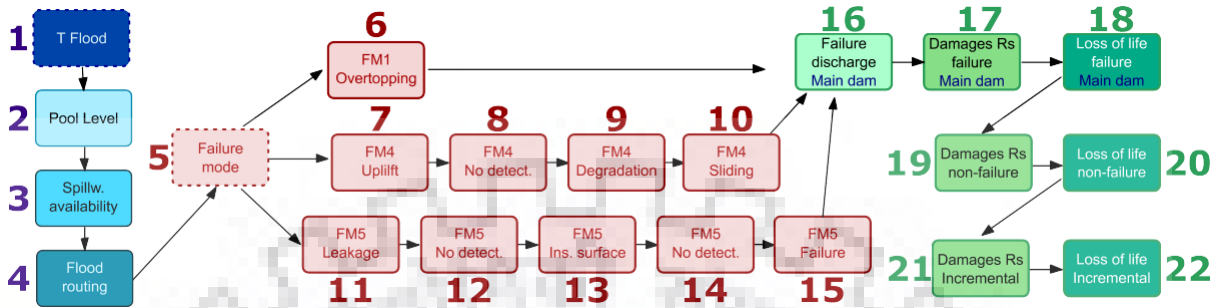 1
T Flood
2
Pool Level
3
Spillw.
availability
4
Flood
routing
5
Failure
mode
6
FM1
Overtopping
7
FM4
Uplilft
8
FM4
No detect.
9
FM4
Degradation
10
FM4
Sliding
11
FM5
Leakage
12
FM5
No detect.
13
FM5
Ins. surface
14
FM5
No detect.
15
FM5
Failure
16
Failure
discharge
Main dam
17
Damages Rs
failure
Main dam
18
Loss of life
failure
Main dam
19
Damages Rs
non-failure
20
Loss of life
non-failure
21
Damages Rs
Incremental
22
Loss of life
Incremental